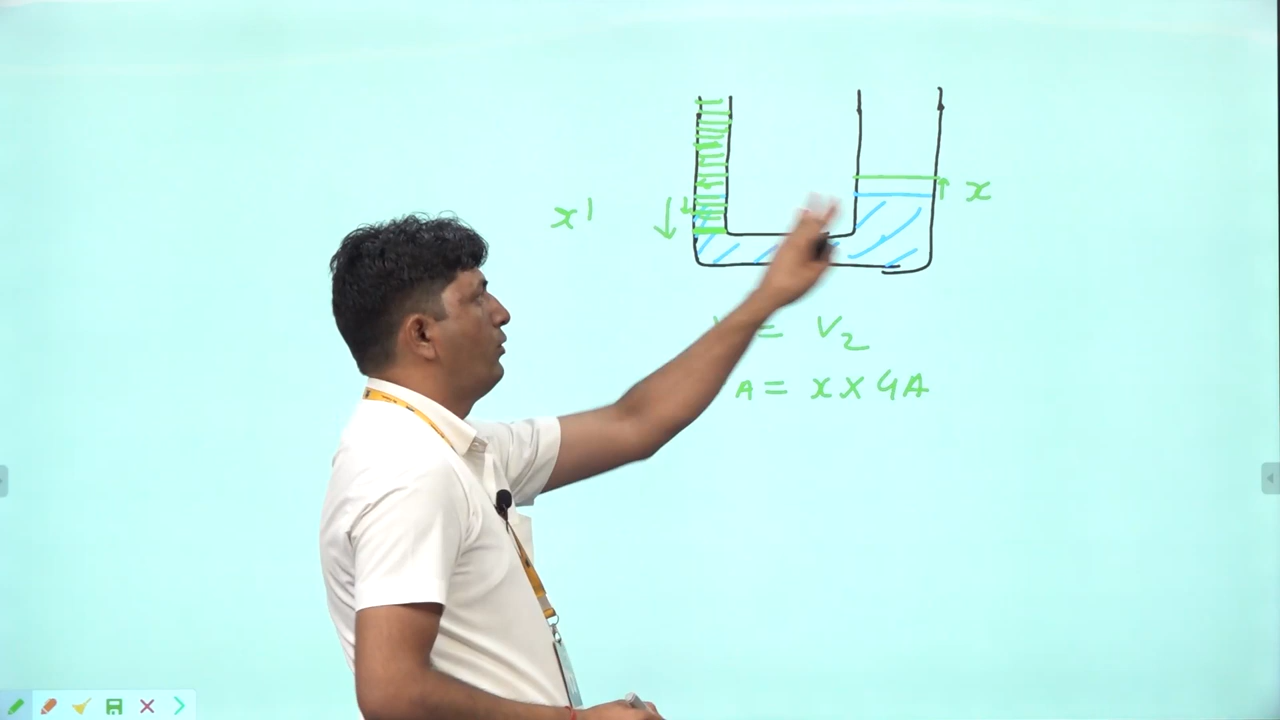 x'
x
= V2
A = x × 4A